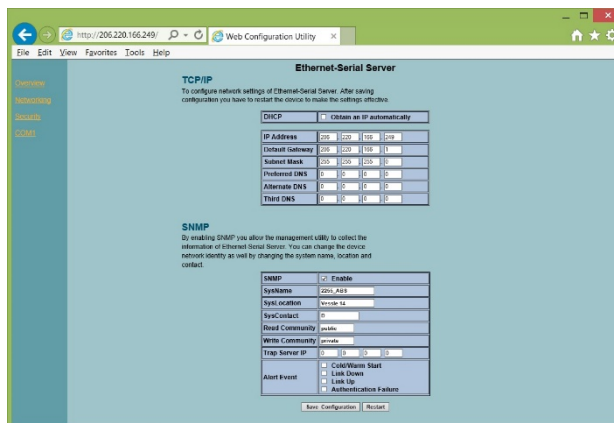 http://206.220.166.249/
Web Configuration Utility
File Edit View Favorites Tools Help
Ethernet-Serial Server
Overview
Networking
Security
COM1
TCP/IP
To configure network settings of Ethernet-Serial Server. After saving
configuration you have to restart the device to make the settings effective.
DHCP Obtain an IP automatically
IP Address 206 . 220 . 166 . 249
Default Gateway 206 . 220 . 166 . 1
Subnet Mask 255 . 255 . 255 . 0
Preferred DNS 0 . 0 . 0 . 0
Alternate DNS 0 . 0 . 0 . 0
Third DNS 0 . 0 . 0 . 0
SNMP
By enabling SNMP you allow the management utility to collect the
information of Ethernet-Serial Server. You can change the device
network identity as well by changing the system name, location and
contact.
SNMP Enable
SysName
SysLocation Vessle 14
SysContact
Read Community public
Write Community private
Trap Server IP 0 . 0 . 0 . 0
Alert Event
Cold/Warm Start
Link Down
Link Up
Authentication Failure
Save Configuration Restart